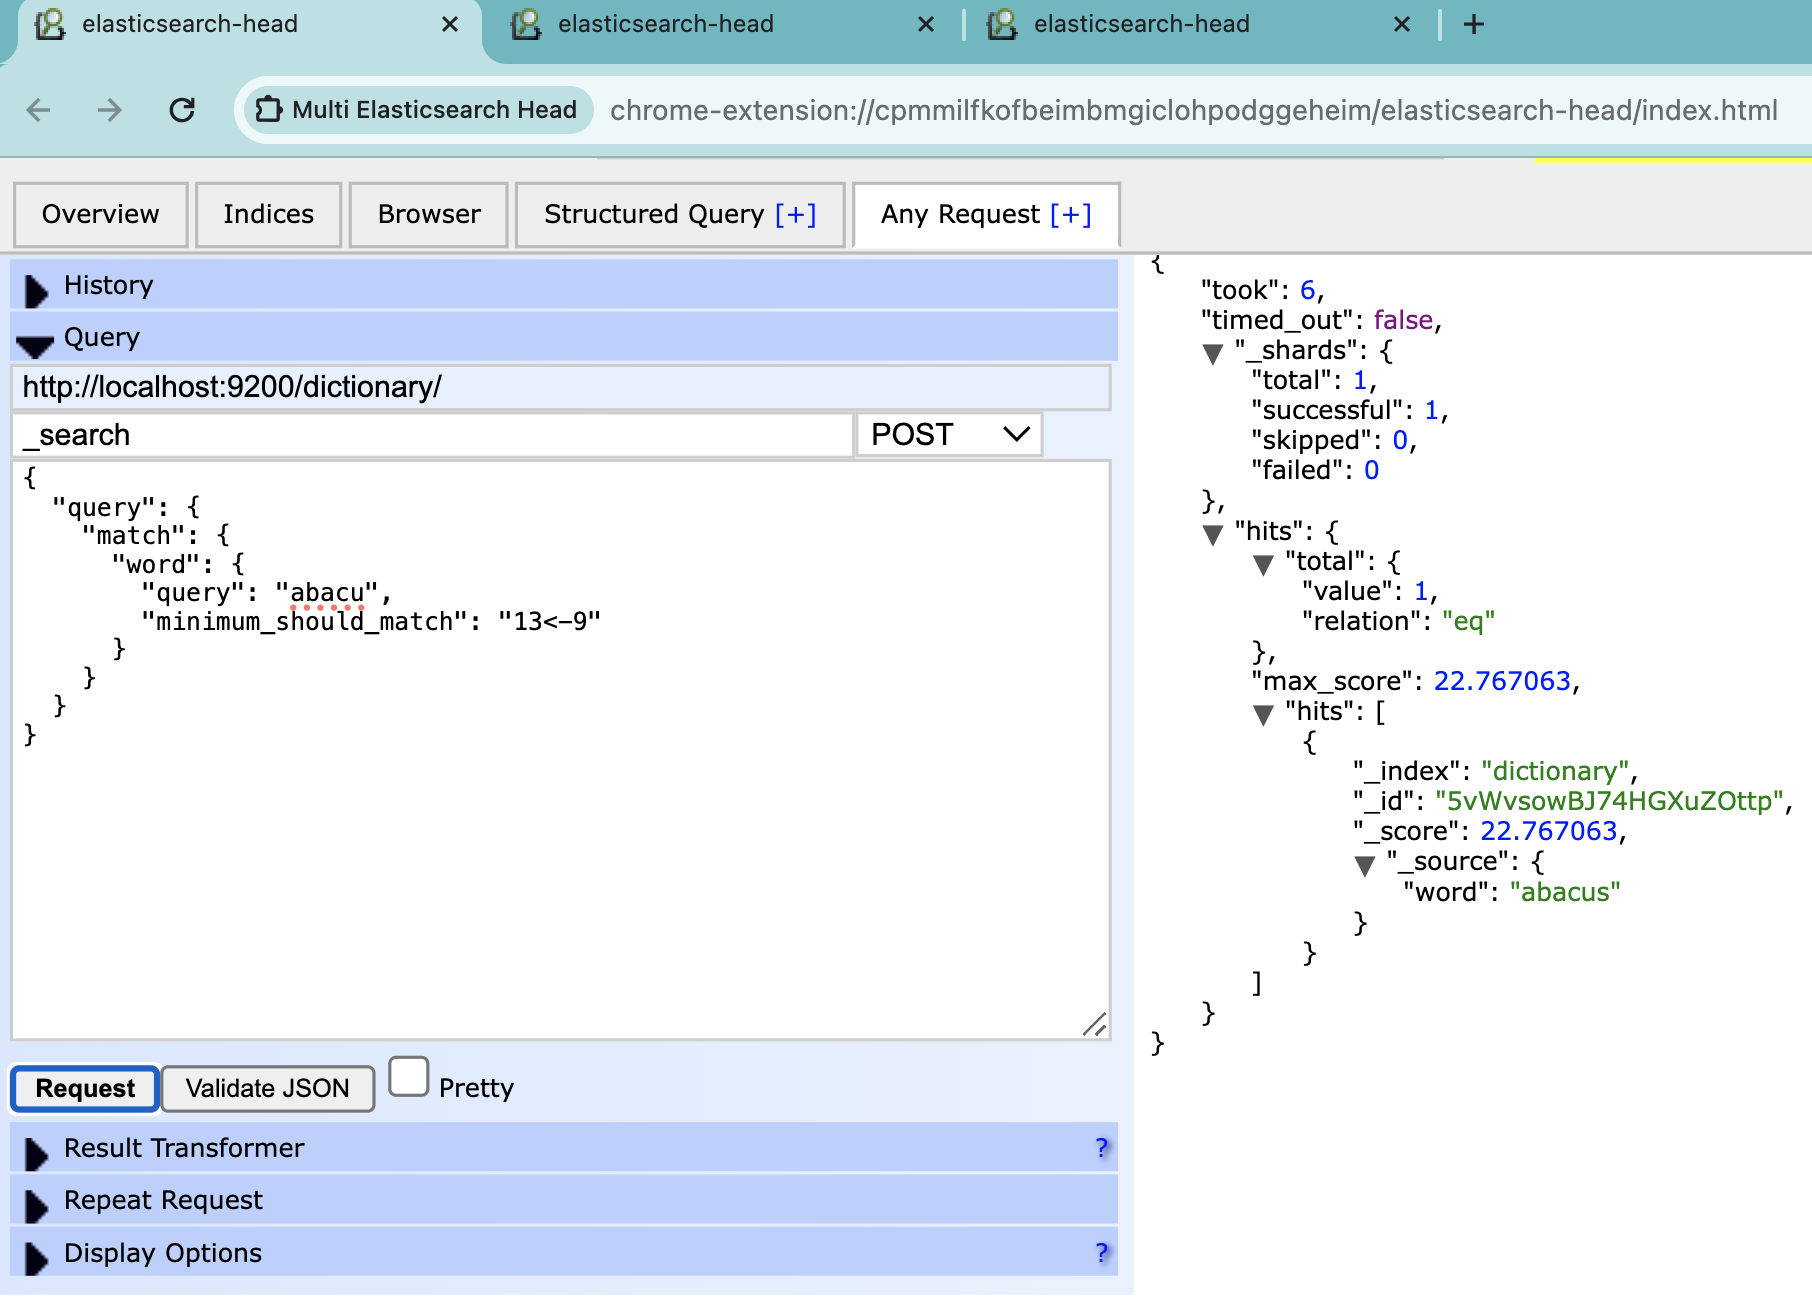 elasticsearch-head
elasticsearch-head
elasticsearch-head
Multi Elasticsearch Head
chrome-extension://cpmmilfkofbeimbmgiclohpodggeheim/elasticsearch-head/index.html
Overview
Indices
Browser
Structured Query [+]
Any Request [+]
History
Query
http://localhost:9200/dictionary/
_search
POST
{
  "query": {
    "match": {
      "word": {
        "query": "abacu",
        "minimum_should_match": "13<-9"
      }
    }
  }
}
Request
Validate JSON
Pretty
Result Transformer ?
Repeat Request
Display Options ?
{
"took": 6,
"timed_out": false,
"_shards": {
"total": 1,
"successful": 1,
"skipped": 0,
"failed": 0
},
"hits": {
"total": {
"value": 1,
"relation": "eq"
},
"max_score": 22.767063,
"hits": [
{
"_index": "dictionary",
"_id": "5vWvsowBJ74HGXuZOttp",
"_score": 22.767063,
"_source": {
"word": "abacus"
}
}
]
}
}